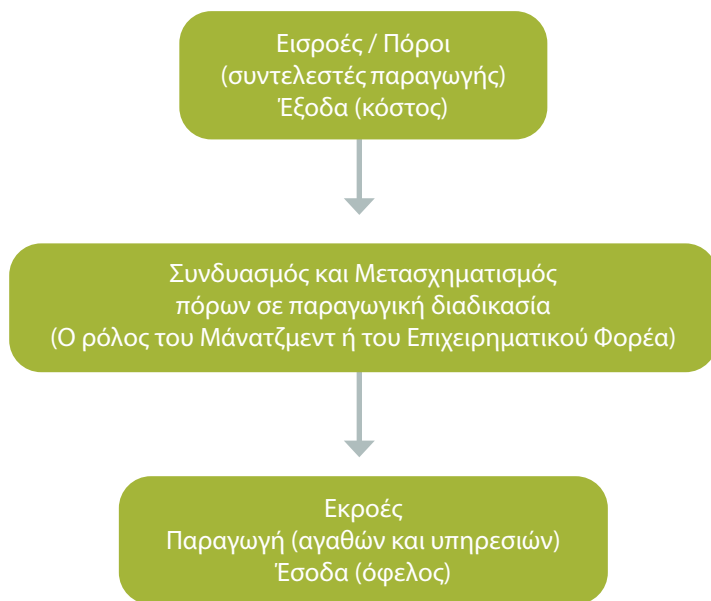 Εισροές / Πόροι
(συντελεστές παραγωγής)
Έξοδα (κόστος)
Συνδυασμός και Μετασχηματισμός
πόρων σε παραγωγική διαδικασία
(Ο ρόλος του Μάνατζμεντ ή του Επιχειρηματικού Φορέα)
Εκροές
Παραγωγή (αγαθών και υπηρεσιών)
Έσοδα (όφελος)